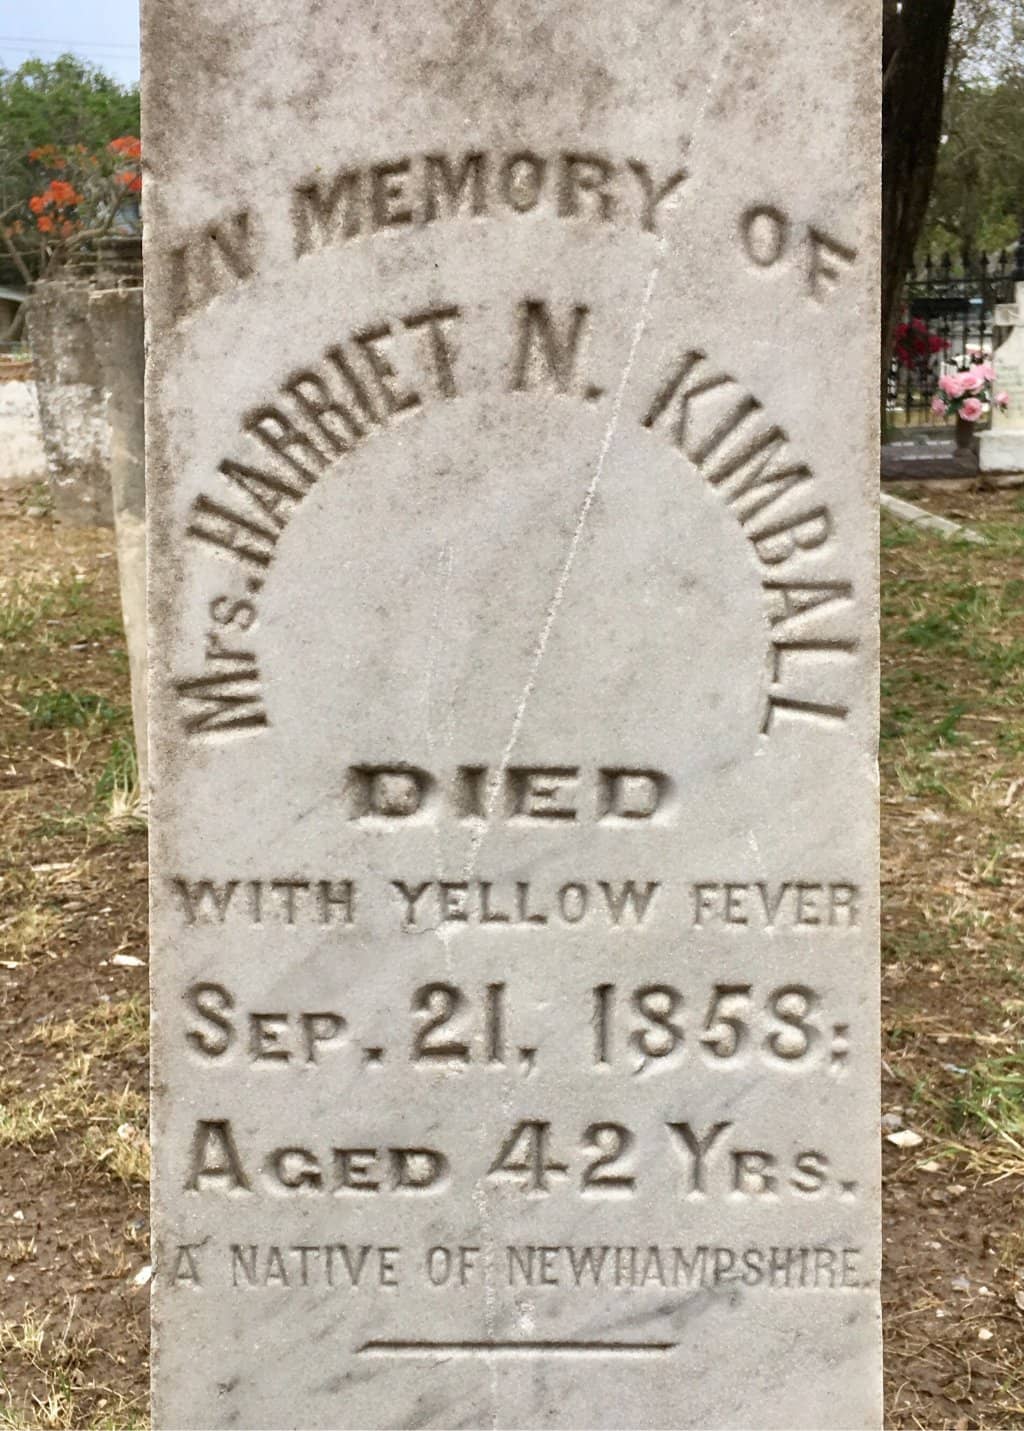 IN MEMORY OF
Mrs. HARRIET N. KIMBALL
DIED
WITH YELLOW FEVER
SEP. 21, 1858;
AGED 42 YRS.
A NATIVE OF NEWHAMPSHIRE.